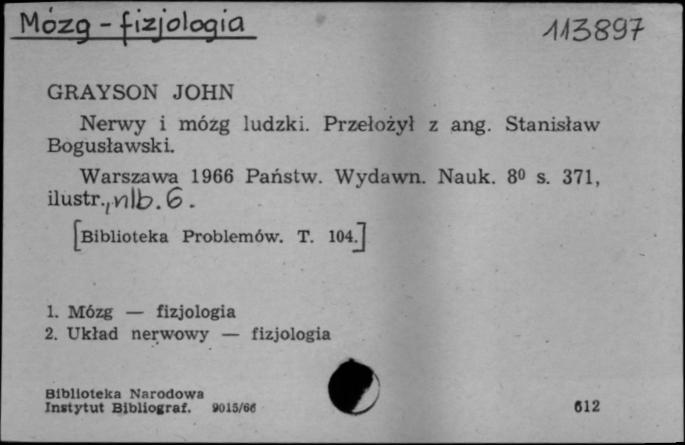 Mózg - fizjologia
113897
GRAYSON JOHN
Nerwy i mózg ludzki. Przełożył z ang. Stanisław
Bogusławski.
Warszawa 1966 Państw. Wydawn. Nauk. 8⁰ s. 371,
ilustr., nlb. 6.
[Biblioteka Problemów. T. 104.]
1. Mózg — fizjologia
2. Układ nerwowy — fizjologia
Biblioteka Narodowa
Instytut Bibliograf. 9015/66
612